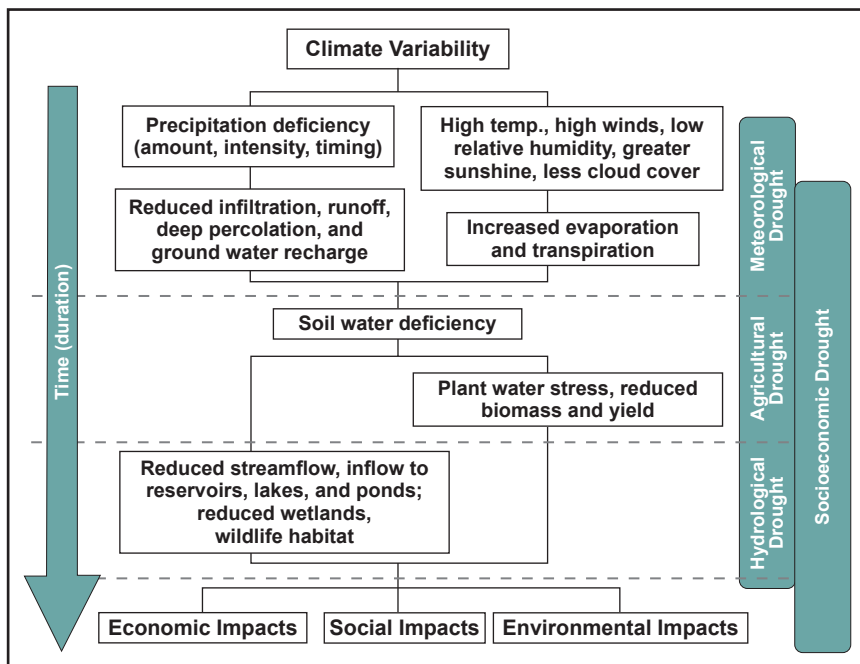 Climate Variability
Precipitation deficiency
(amount, intensity, timing)
High temp., high winds, low
relative humidity, greater
sunshine, less cloud cover
Reduced infiltration, runoff,
deep percolation, and
ground water recharge
Increased evaporation
and transpiration
Soil water deficiency
Plant water stress, reduced
biomass and yield
Reduced streamflow, inflow to
reservoirs, lakes, and ponds;
reduced wetlands,
wildlife habitat
Economic Impacts
Social Impacts
Environmental Impacts
Time (duration)
Meteorological
Drought
Agricultural
Drought
Hydrological
Drought
Socioeconomic Drought